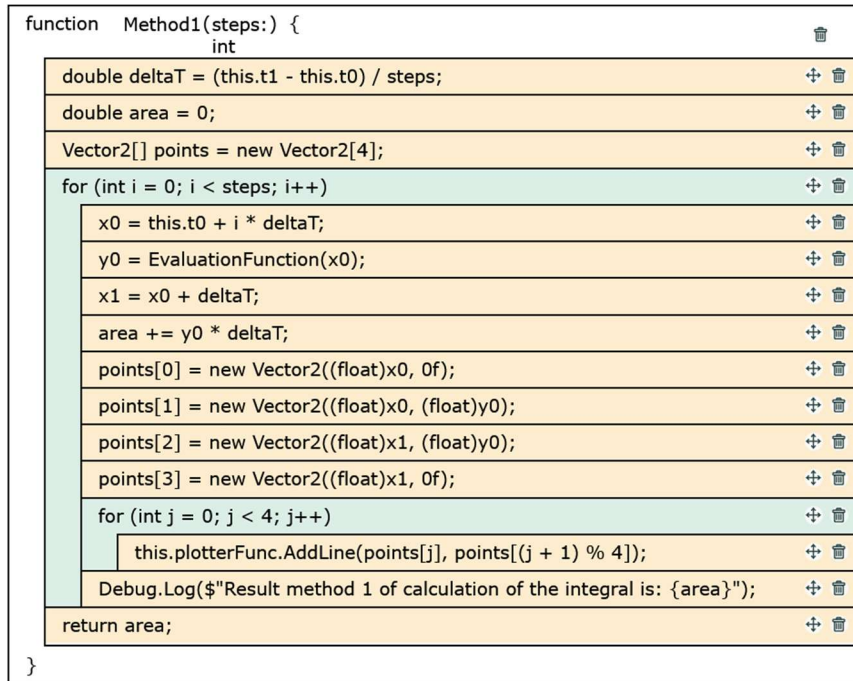 function Method1(steps:) {
int
double deltaT = (this.t1 - this.t0) / steps;
double area = 0;
Vector2[] points = new Vector2[4];
for (int i = 0; i < steps; i++)
x0 = this.t0 + i * deltaT;
y0 = EvaluationFunction(x0);
x1 = x0 + deltaT;
area += y0 * deltaT;
points[0] = new Vector2((float)x0, 0f);
points[1] = new Vector2((float)x0, (float)y0);
points[2] = new Vector2((float)x1, (float)y0);
points[3] = new Vector2((float)x1, 0f);
for (int j = 0; j < 4; j++)
this.plotterFunc.AddLine(points[j], points[(j + 1) % 4]);
Debug.Log($"Result method 1 of calculation of the integral is: {area}");
return area;
}